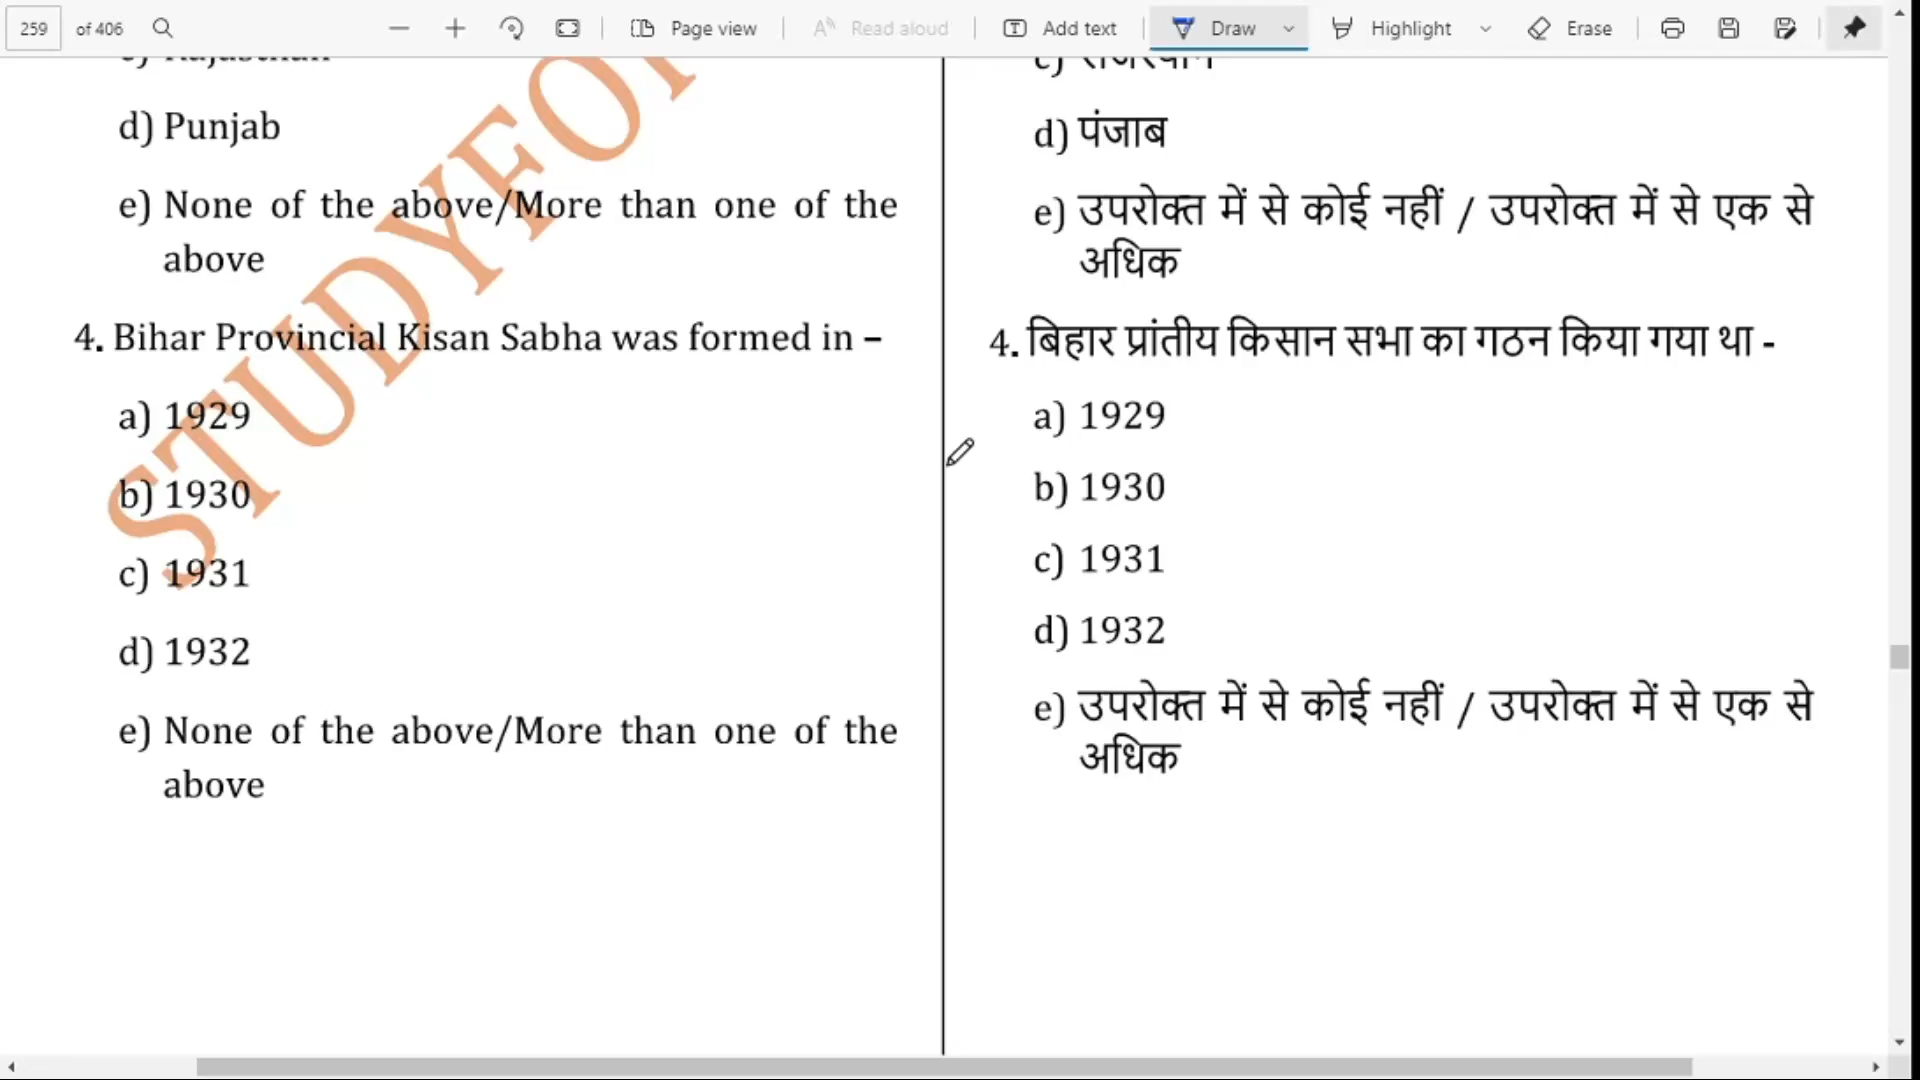 259 of 406 Page view Read aloud Add text Draw Highlight Erase
d) Punjab
e) None of the above/More than one of the
above
4. Bihar Provincial Kisan Sabha was formed in –
a) 1929
b) 1930
c) 1931
d) 1932
e) None of the above/More than one of the
above
d) पंजाब
e) उपरोक्त में से कोई नहीं / उपरोक्त में से एक से
अधिक
4. बिहार प्रांतीय किसान सभा का गठन किया गया था -
a) 1929
b) 1930
c) 1931
d) 1932
e) उपरोक्त में से कोई नहीं / उपरोक्त में से एक से
अधिक